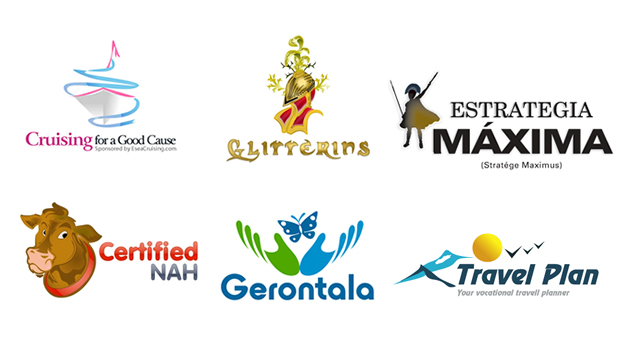 Cruising for a Good Cause
Sponsored by EseaCruising.com
GLITTERINS
ESTRATEGIA
MÁXIMA
(Stratége Maximus)
Certified
NAH
Gerontala
Travel Plan
Your vocational travell planner